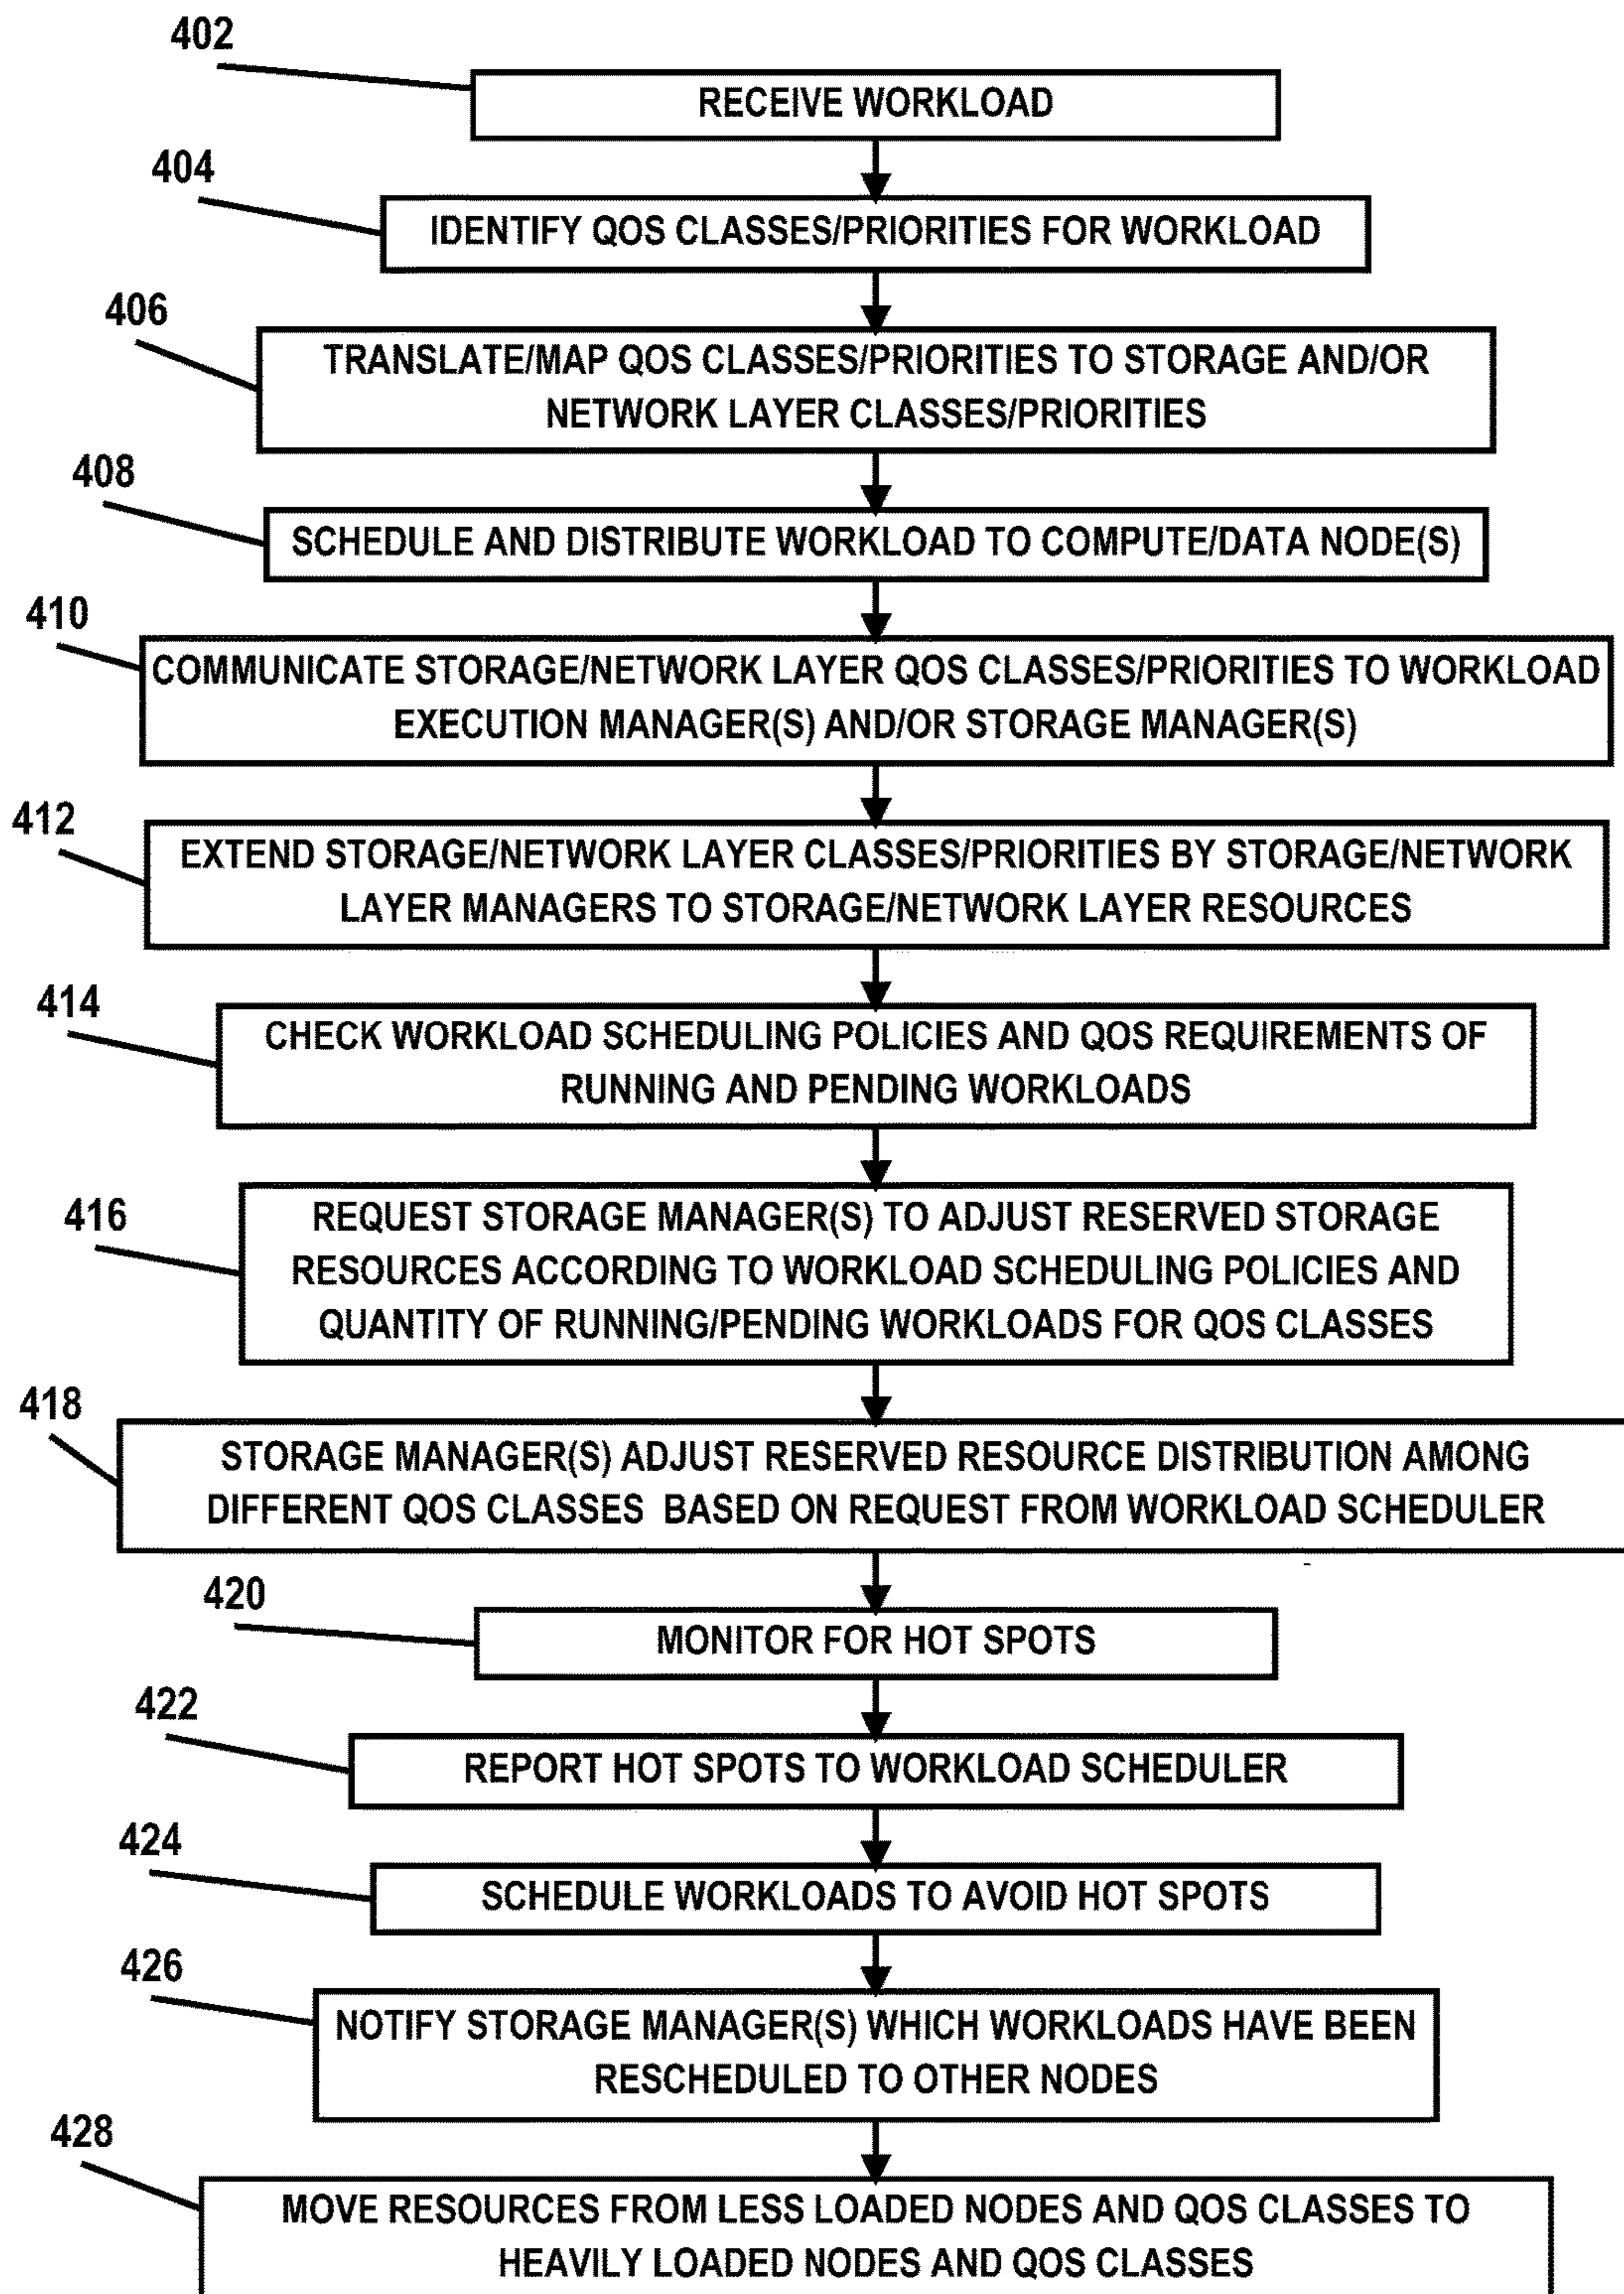 402
RECEIVE WORKLOAD
404
IDENTIFY QOS CLASSES/PRIORITIES FOR WORKLOAD
406
TRANSLATE/MAP QOS CLASSES/PRIORITIES TO STORAGE AND/OR
NETWORK LAYER CLASSES/PRIORITIES
408
SCHEDULE AND DISTRIBUTE WORKLOAD TO COMPUTE/DATA NODE(S)
410
COMMUNICATE STORAGE/NETWORK LAYER QOS CLASSES/PRIORITIES TO WORKLOAD
EXECUTION MANAGER(S) AND/OR STORAGE MANAGER(S)
412
EXTEND STORAGE/NETWORK LAYER CLASSES/PRIORITIES BY STORAGE/NETWORK
LAYER MANAGERS TO STORAGE/NETWORK LAYER RESOURCES
414
CHECK WORKLOAD SCHEDULING POLICIES AND QOS REQUIREMENTS OF
RUNNING AND PENDING WORKLOADS
416
REQUEST STORAGE MANAGER(S) TO ADJUST RESERVED STORAGE
RESOURCES ACCORDING TO WORKLOAD SCHEDULING POLICIES AND
QUANTITY OF RUNNING/PENDING WORKLOADS FOR QOS CLASSES
418
STORAGE MANAGER(S) ADJUST RESERVED RESOURCE DISTRIBUTION AMONG
DIFFERENT QOS CLASSES BASED ON REQUEST FROM WORKLOAD SCHEDULER
420
MONITOR FOR HOT SPOTS
422
REPORT HOT SPOTS TO WORKLOAD SCHEDULER
424
SCHEDULE WORKLOADS TO AVOID HOT SPOTS
426
NOTIFY STORAGE MANAGER(S) WHICH WORKLOADS HAVE BEEN
RESCHEDULED TO OTHER NODES
428
MOVE RESOURCES FROM LESS LOADED NODES AND QOS CLASSES TO
HEAVILY LOADED NODES AND QOS CLASSES